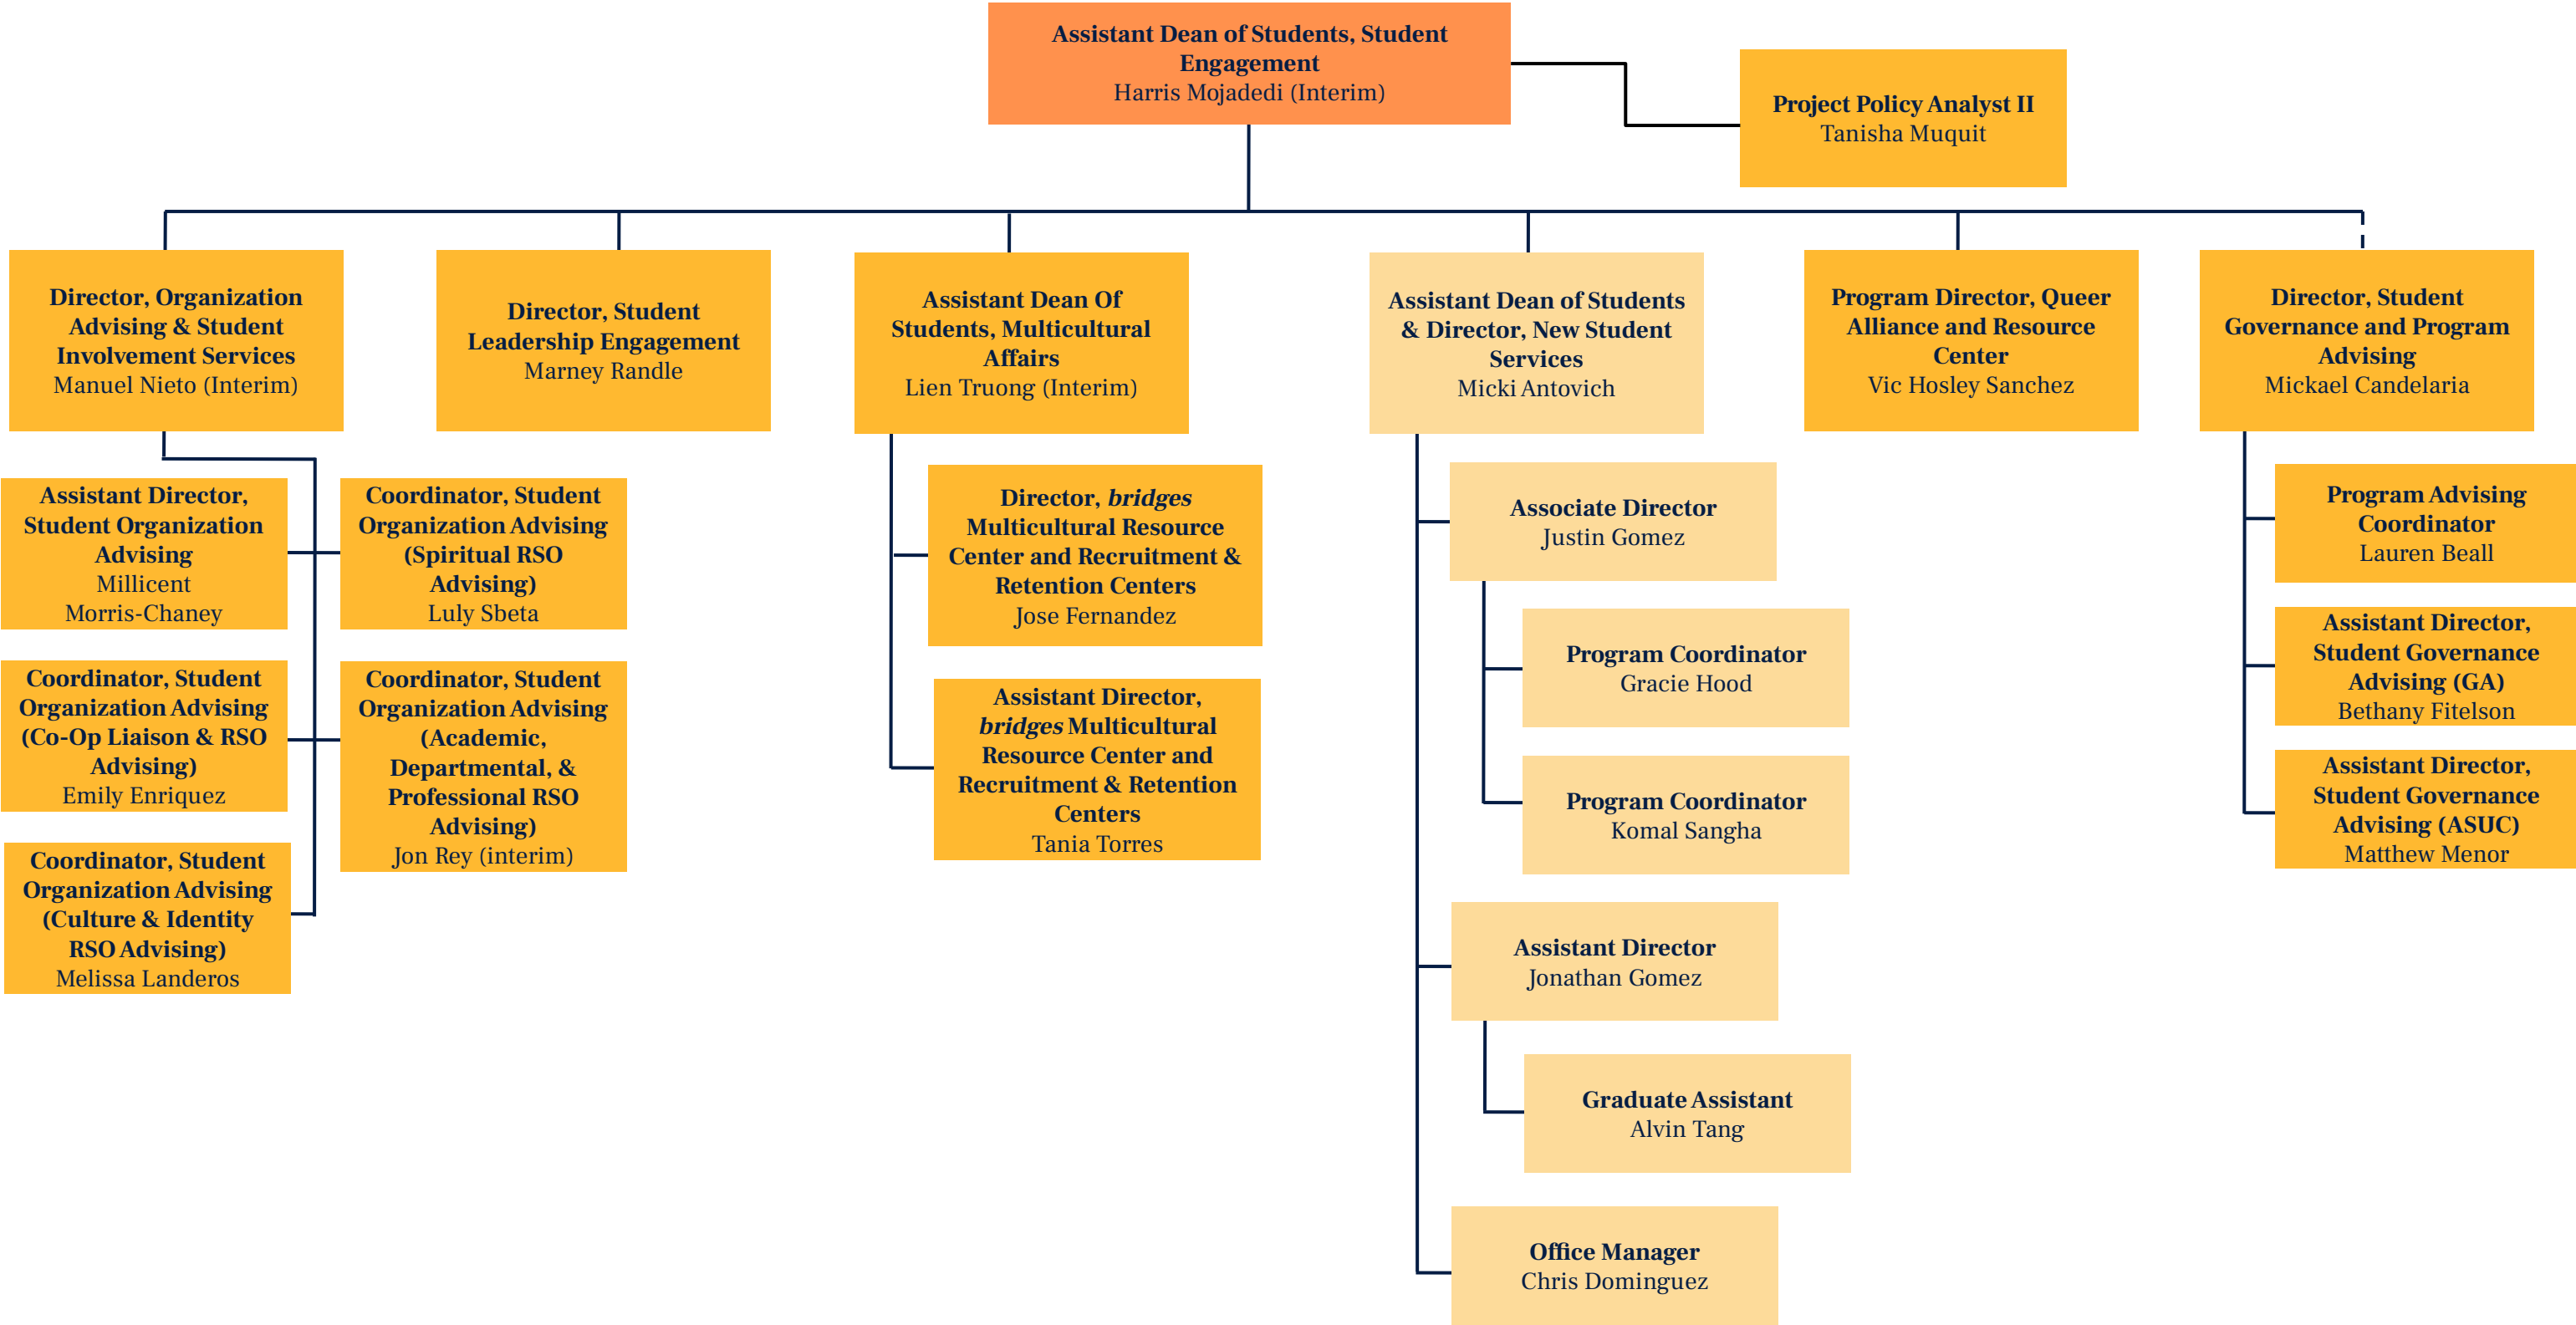 Assistant Dean of Students, Student
Engagement
Harris Mojadedi (Interim)
Project Policy Analyst II
Tanisha Muquit
Director, Organization
Advising & Student
Involvement Services
Manuel Nieto (Interim)
Director, Student
Leadership Engagement
Marney Randle
Assistant Dean Of
Students, Multicultural
Affairs
Lien Truong (Interim)
Assistant Dean of Students
& Director, New Student
Services
Micki Antovich
Program Director, Queer
Alliance and Resource
Center
Vic Hosley Sanchez
Director, Student
Governance and Program
Advising
Mickael Candelaria
Assistant Director,
Student Organization
Advising
Millicent
Morris-Chaney
Coordinator, Student
Organization Advising
(Spiritual RSO
Advising)
Luly Sbeta
Coordinator, Student
Organization Advising
(Co-Op Liaison & RSO
Advising)
Emily Enriquez
Coordinator, Student
Organization Advising
(Academic,
Departmental, &
Professional RSO
Advising)
Jon Rey (interim)
Coordinator, Student
Organization Advising
(Culture & Identity
RSO Advising)
Melissa Landeros
Director, bridges
Multicultural Resource
Center and Recruitment &
Retention Centers
Jose Fernandez
Assistant Director,
bridges Multicultural
Resource Center and
Recruitment & Retention
Centers
Tania Torres
Associate Director
Justin Gomez
Program Coordinator
Gracie Hood
Program Coordinator
Komal Sangha
Assistant Director
Jonathan Gomez
Graduate Assistant
Alvin Tang
Office Manager
Chris Dominguez
Program Advising
Coordinator
Lauren Beall
Assistant Director,
Student Governance
Advising (GA)
Bethany Fitelson
Assistant Director,
Student Governance
Advising (ASUC)
Matthew Menor